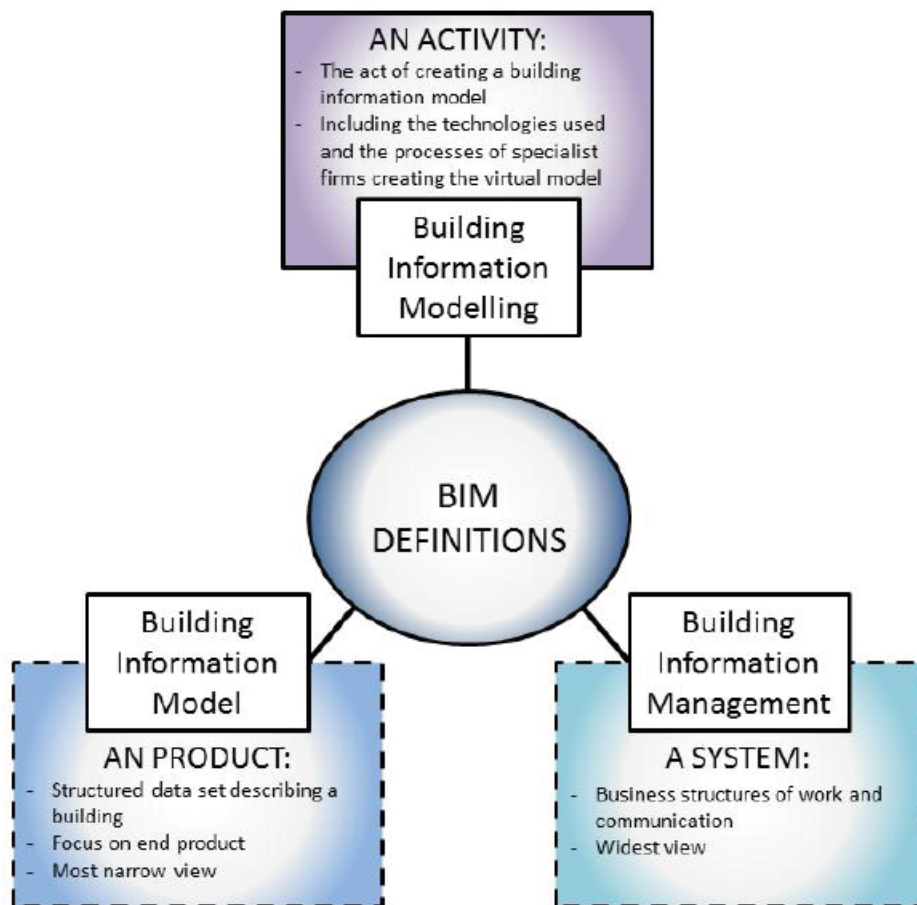 AN ACTIVITY:
- The act of creating a building
information model
- Including the technologies used
and the processes of specialist
firms creating the virtual model
Building
Information
Modelling
BIM
DEFINITIONS
Building
Information
Model
AN PRODUCT:
- Structured data set describing a
building
- Focus on end product
- Most narrow view
Building
Information
Management
A SYSTEM:
- Business structures of work and
communication
- Widest view